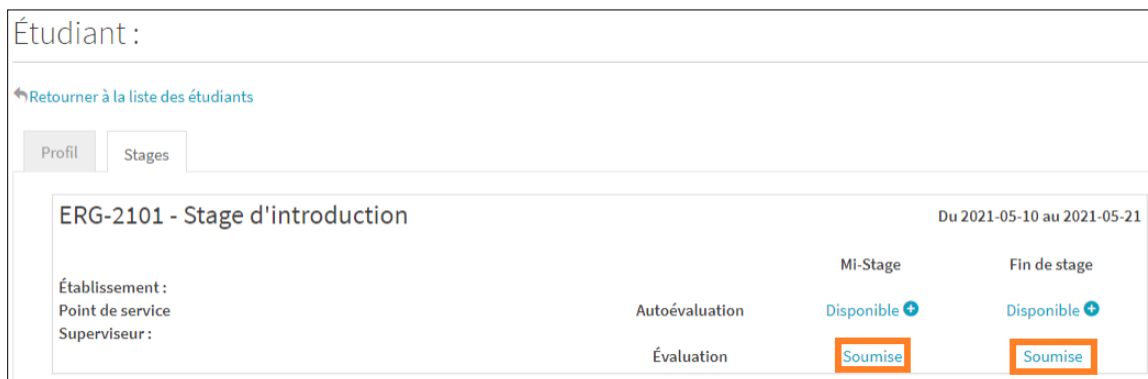 Étudiant :
Retourner à la liste des étudiants
Profil Stages
ERG-2101 - Stage d'introduction Du 2021-05-10 au 2021-05-21
Mi-Stage Fin de stage
Établissement :
Point de service Autoévaluation Disponible Disponible
Superviseur :
Évaluation Soumise Soumise